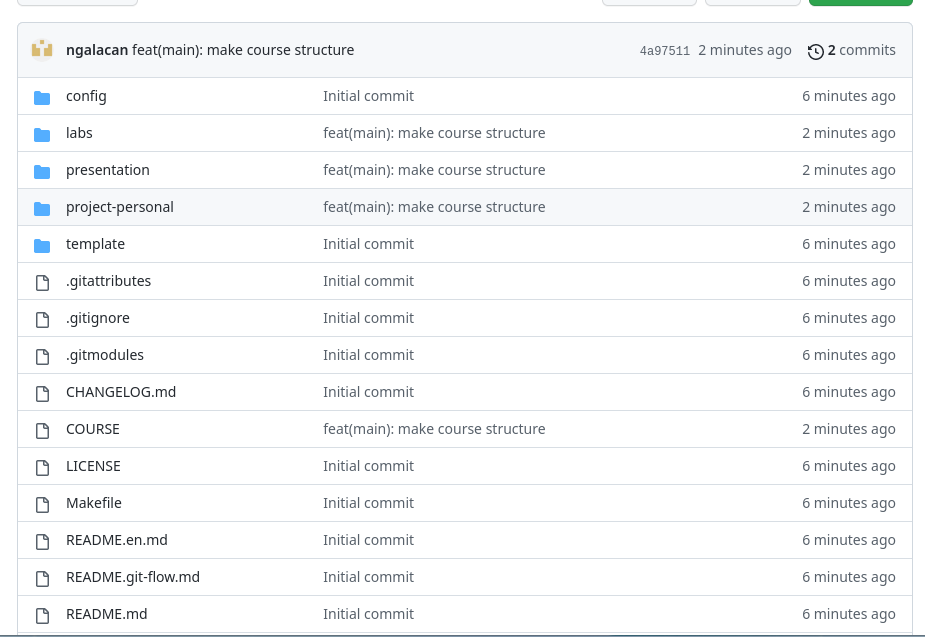 ngalacan feat(main): make course structure 4a97511 2 minutes ago 2 commits
config Initial commit 6 minutes ago
labs feat(main): make course structure 2 minutes ago
presentation feat(main): make course structure 2 minutes ago
project-personal feat(main): make course structure 2 minutes ago
template Initial commit 6 minutes ago
.gitattributes Initial commit 6 minutes ago
.gitignore Initial commit 6 minutes ago
.gitmodules Initial commit 6 minutes ago
CHANGELOG.md Initial commit 6 minutes ago
COURSE feat(main): make course structure 2 minutes ago
LICENSE Initial commit 6 minutes ago
Makefile Initial commit 6 minutes ago
README.en.md Initial commit 6 minutes ago
README.git-flow.md Initial commit 6 minutes ago
README.md Initial commit 6 minutes ago